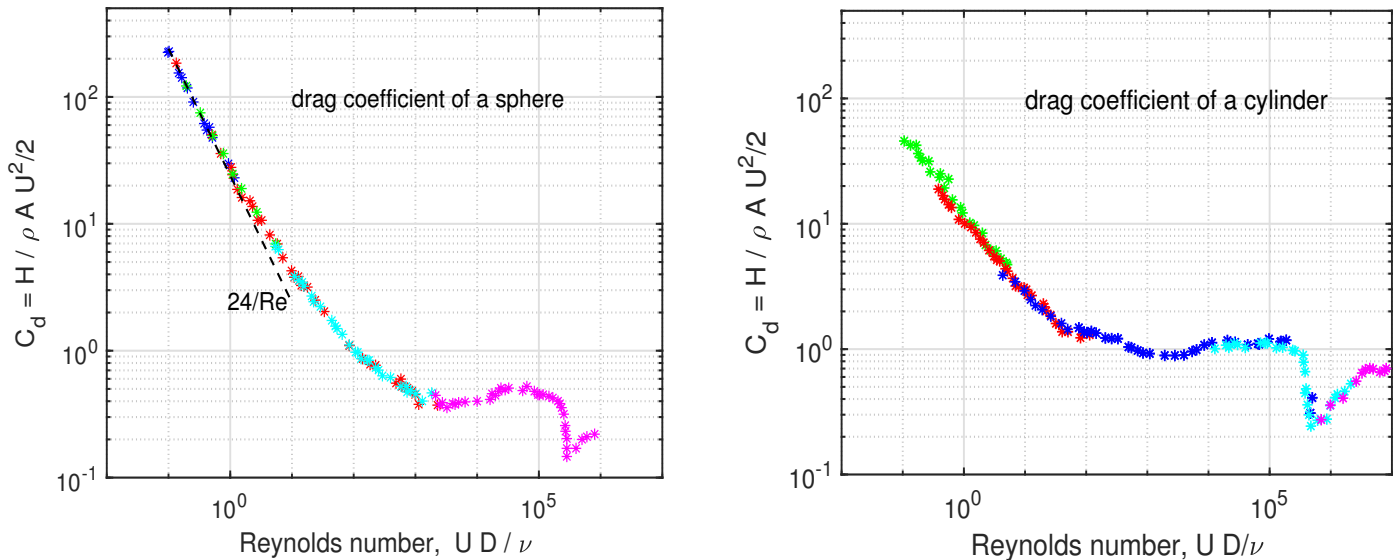 C_d = H / ρ A U^2/2
10^2
10^1
10^0
10^-1
drag coefficient of a sphere
24/Re
10^0
10^5
Reynolds number, U D / ν
C_d = H / ρ A U^2/2
10^2
10^1
10^0
10^-1
drag coefficient of a cylinder
10^0
10^5
Reynolds number, U D/ν